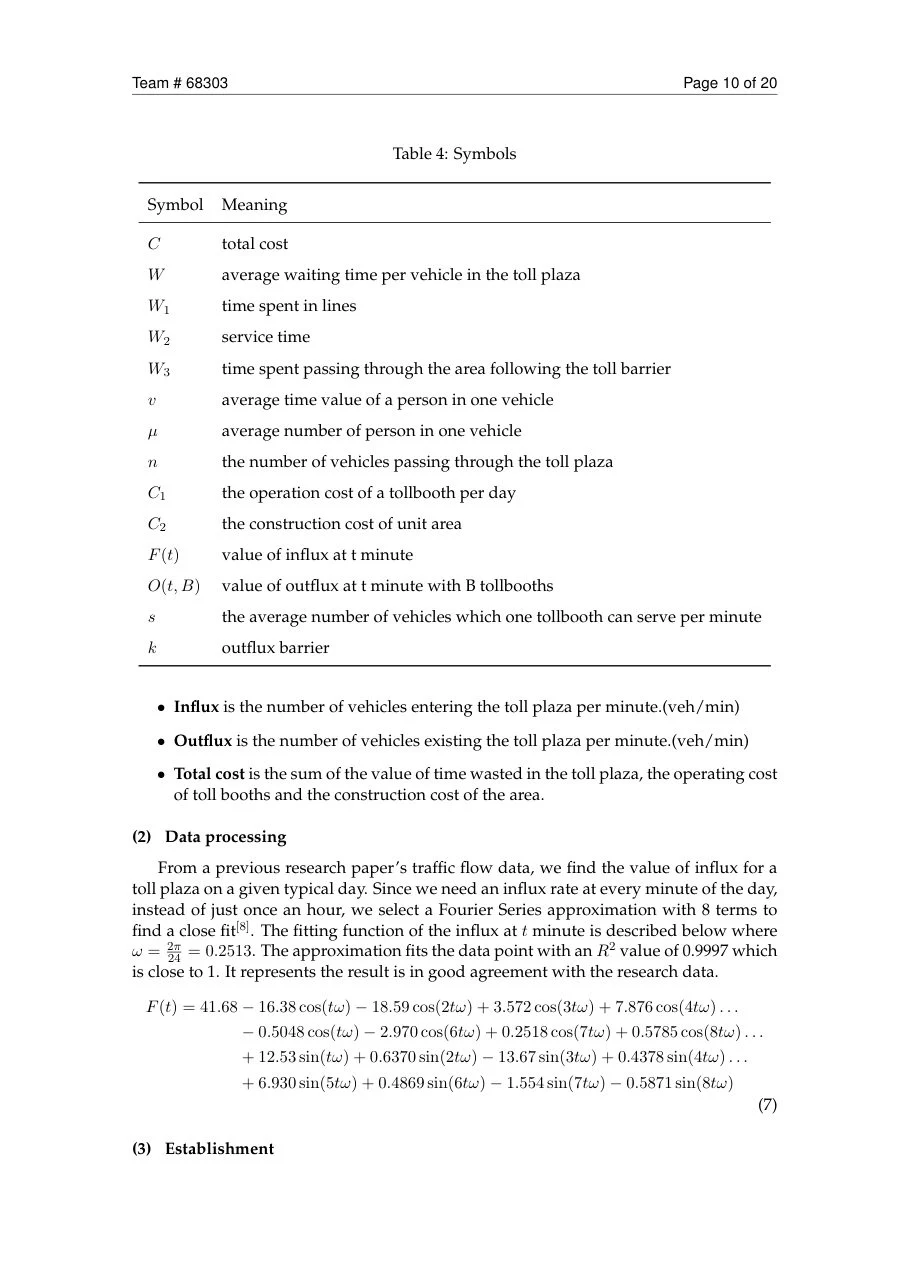 Team # 68303 Page 10 of 20
Table 4: Symbols
Symbol Meaning
C total cost
W average waiting time per vehicle in the toll plaza
W₁ time spent in lines
W₂ service time
W₃ time spent passing through the area following the toll barrier
v average time value of a person in one vehicle
μ average number of person in one vehicle
n the number of vehicles passing through the toll plaza
C₁ the operation cost of a tollbooth per day
C₂ the construction cost of unit area
F(t) value of influx at t minute
O(t, B) value of outflux at t minute with B tollbooths
s the average number of vehicles which one tollbooth can serve per minute
k outflux barrier
• Influx is the number of vehicles entering the toll plaza per minute.(veh/min)
• Outflux is the number of vehicles existing the toll plaza per minute.(veh/min)
• Total cost is the sum of the value of time wasted in the toll plaza, the operating cost
of toll booths and the construction cost of the area.
(2) Data processing
From a previous research paper's traffic flow data, we find the value of influx for a
toll plaza on a given typical day. Since we need an influx rate at every minute of the day,
instead of just once an hour, we select a Fourier Series approximation with 8 terms to
find a close fit[8]. The fitting function of the influx at t minute is described below where
ω = 2π/24 = 0.2513. The approximation fits the data point with an R² value of 0.9997 which
is close to 1. It represents the result is in good agreement with the research data.
F(t) = 41.68 − 16.38 cos(tω) − 18.59 cos(2tω) + 3.572 cos(3tω) + 7.876 cos(4tω) . . .
− 0.5048 cos(tω) − 2.970 cos(6tω) + 0.2518 cos(7tω) + 0.5785 cos(8tω) . . .
+ 12.53 sin(tω) + 0.6370 sin(2tω) − 13.67 sin(3tω) + 0.4378 sin(4tω) . . .
+ 6.930 sin(5tω) + 0.4869 sin(6tω) − 1.554 sin(7tω) − 0.5871 sin(8tω)
(7)
(3) Establishment